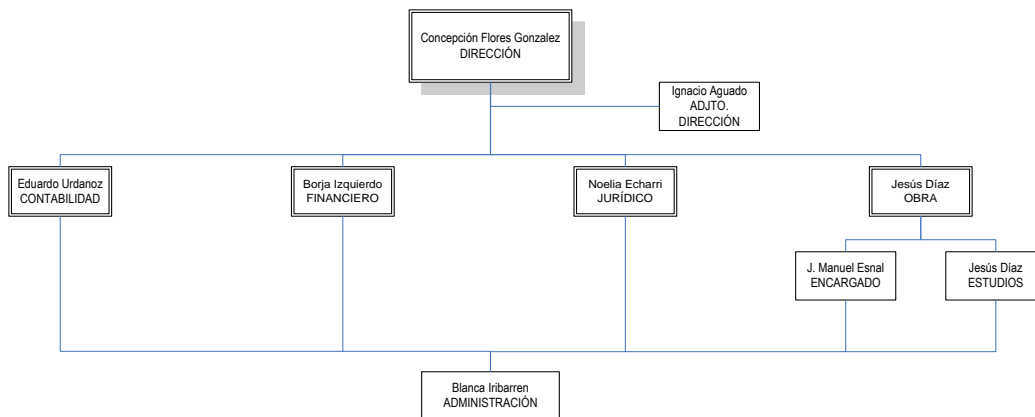 Concepción Flores Gonzalez
DIRECCIÓN
Ignacio Aguado
ADJTO.
DIRECCIÓN
Eduardo Urdanoz
CONTABILIDAD
Borja Izquierdo
FINANCIERO
Noelia Echarri
JURÍDICO
Jesús Díaz
OBRA
J. Manuel Esnal
ENCARGADO
Jesús Díaz
ESTUDIOS
Blanca Iribarren
ADMINISTRACIÓN